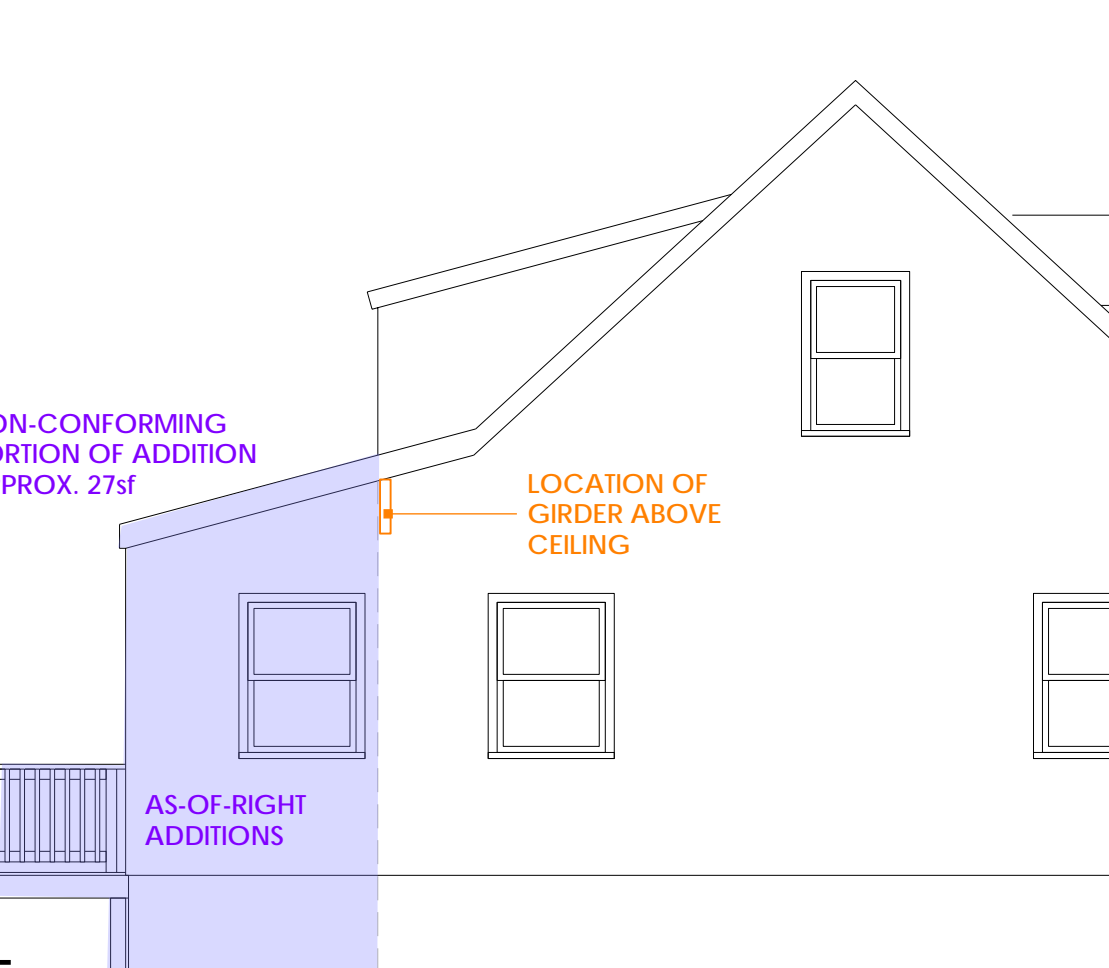 ON-CONFORMING
ORTION OF ADDITION
PROX. 27sf
LOCATION OF
GIRDER ABOVE
CEILING
AS-OF-RIGHT
ADDITIONS